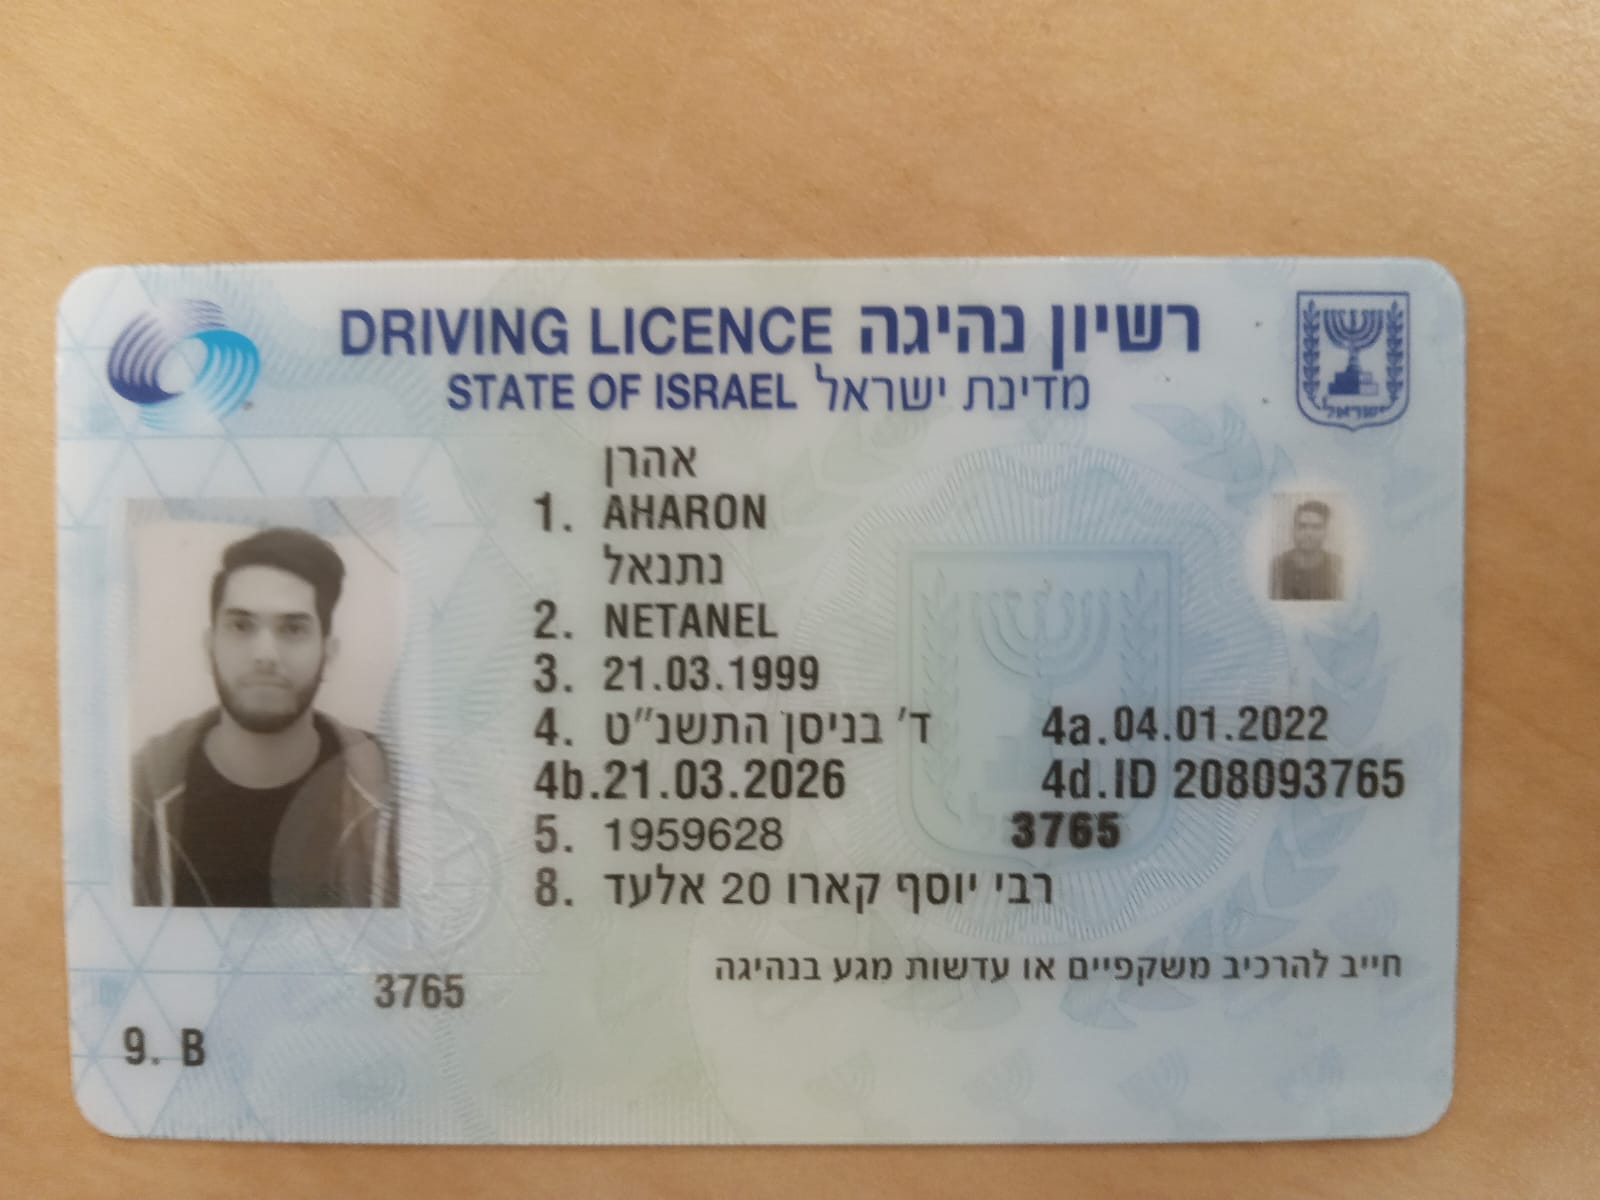 DRIVING LICENCE רשיון נהיגה
STATE OF ISRAEL מדינת ישראל
ישראל
אהרן
1. AHARON
נתנאל
2. NETANEL
3. 21.03.1999
4. ד' בניסן התשנ"ט 4a.04.01.2022
4b.21.03.2026 4d.ID 208093765
5. 1959628 3765
8. רבי יוסף קארו 20 אלעד
חייב להרכיב משקפיים או עדשות מגע בנהיגה
3765
9. B